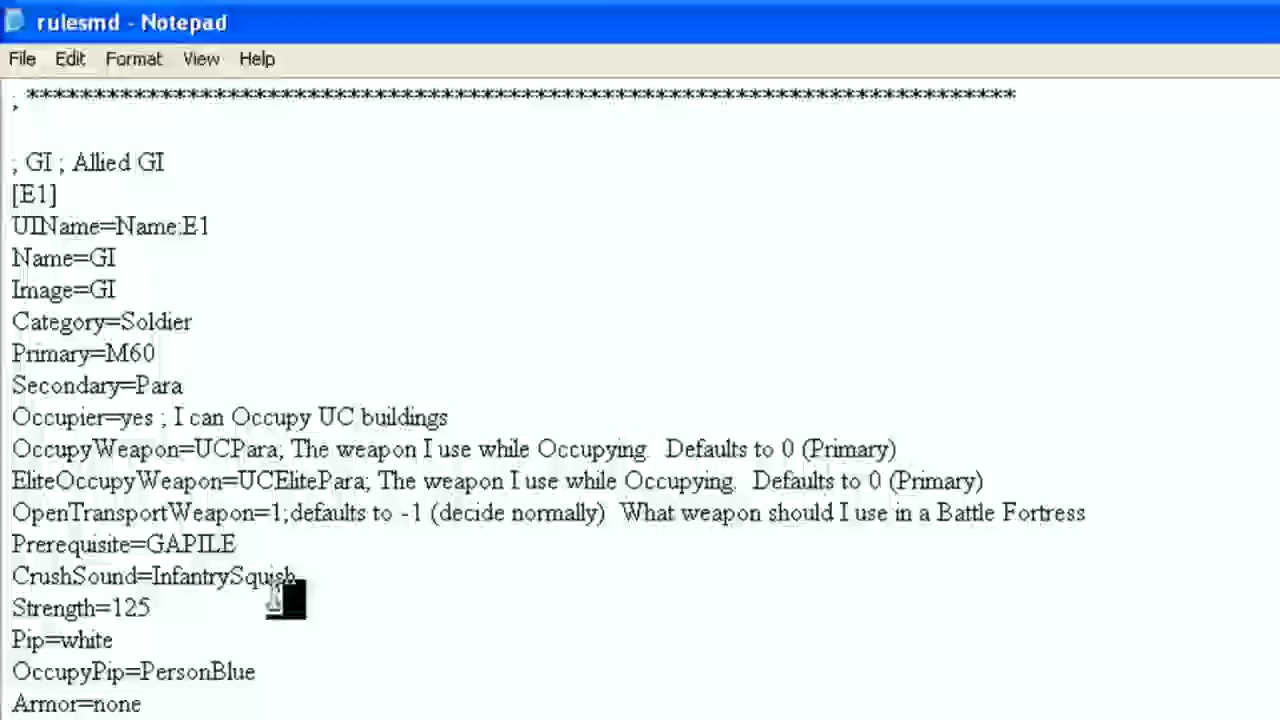 rulesmd - Notepad
File Edit Format View Help
; **************************************************************************
; GI ; Allied GI
[E1]
UIName=Name:E1
Name=GI
Image=GI
Category=Soldier
Primary=M60
Secondary=Para
Occupier=yes ; I can Occupy UC buildings
OccupyWeapon=UCPara; The weapon I use while Occupying.  Defaults to 0 (Primary)
EliteOccupyWeapon=UCElitePara; The weapon I use while Occupying.  Defaults to 0 (Primary)
OpenTransportWeapon=1;defaults to -1 (decide normally)  What weapon should I use in a Battle Fortress
Prerequisite=GAPILE
CrushSound=InfantrySquish
Strength=125
Pip=white
OccupyPip=PersonBlue
Armor=none